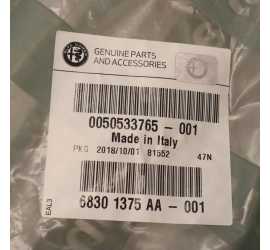 GENUINE PARTS
AND ACCESSORIES
0050533765 - 001
Made in Italy
PKG 2018/10/01 81552 47N
6830 1375 AA - 001
EAL3